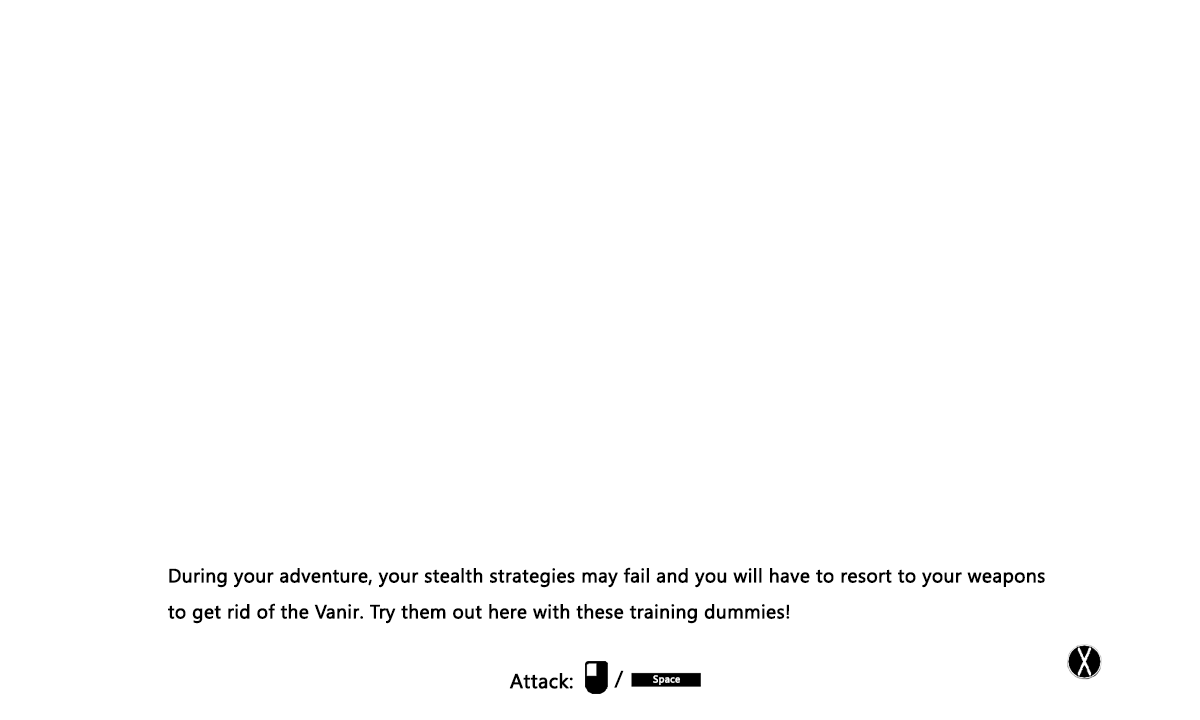 During your adventure, your stealth strategies may fail and you will have to resort to your weapons
to get rid of the Vanir. Try them out here with these training dummies!
Attack: / Space
X